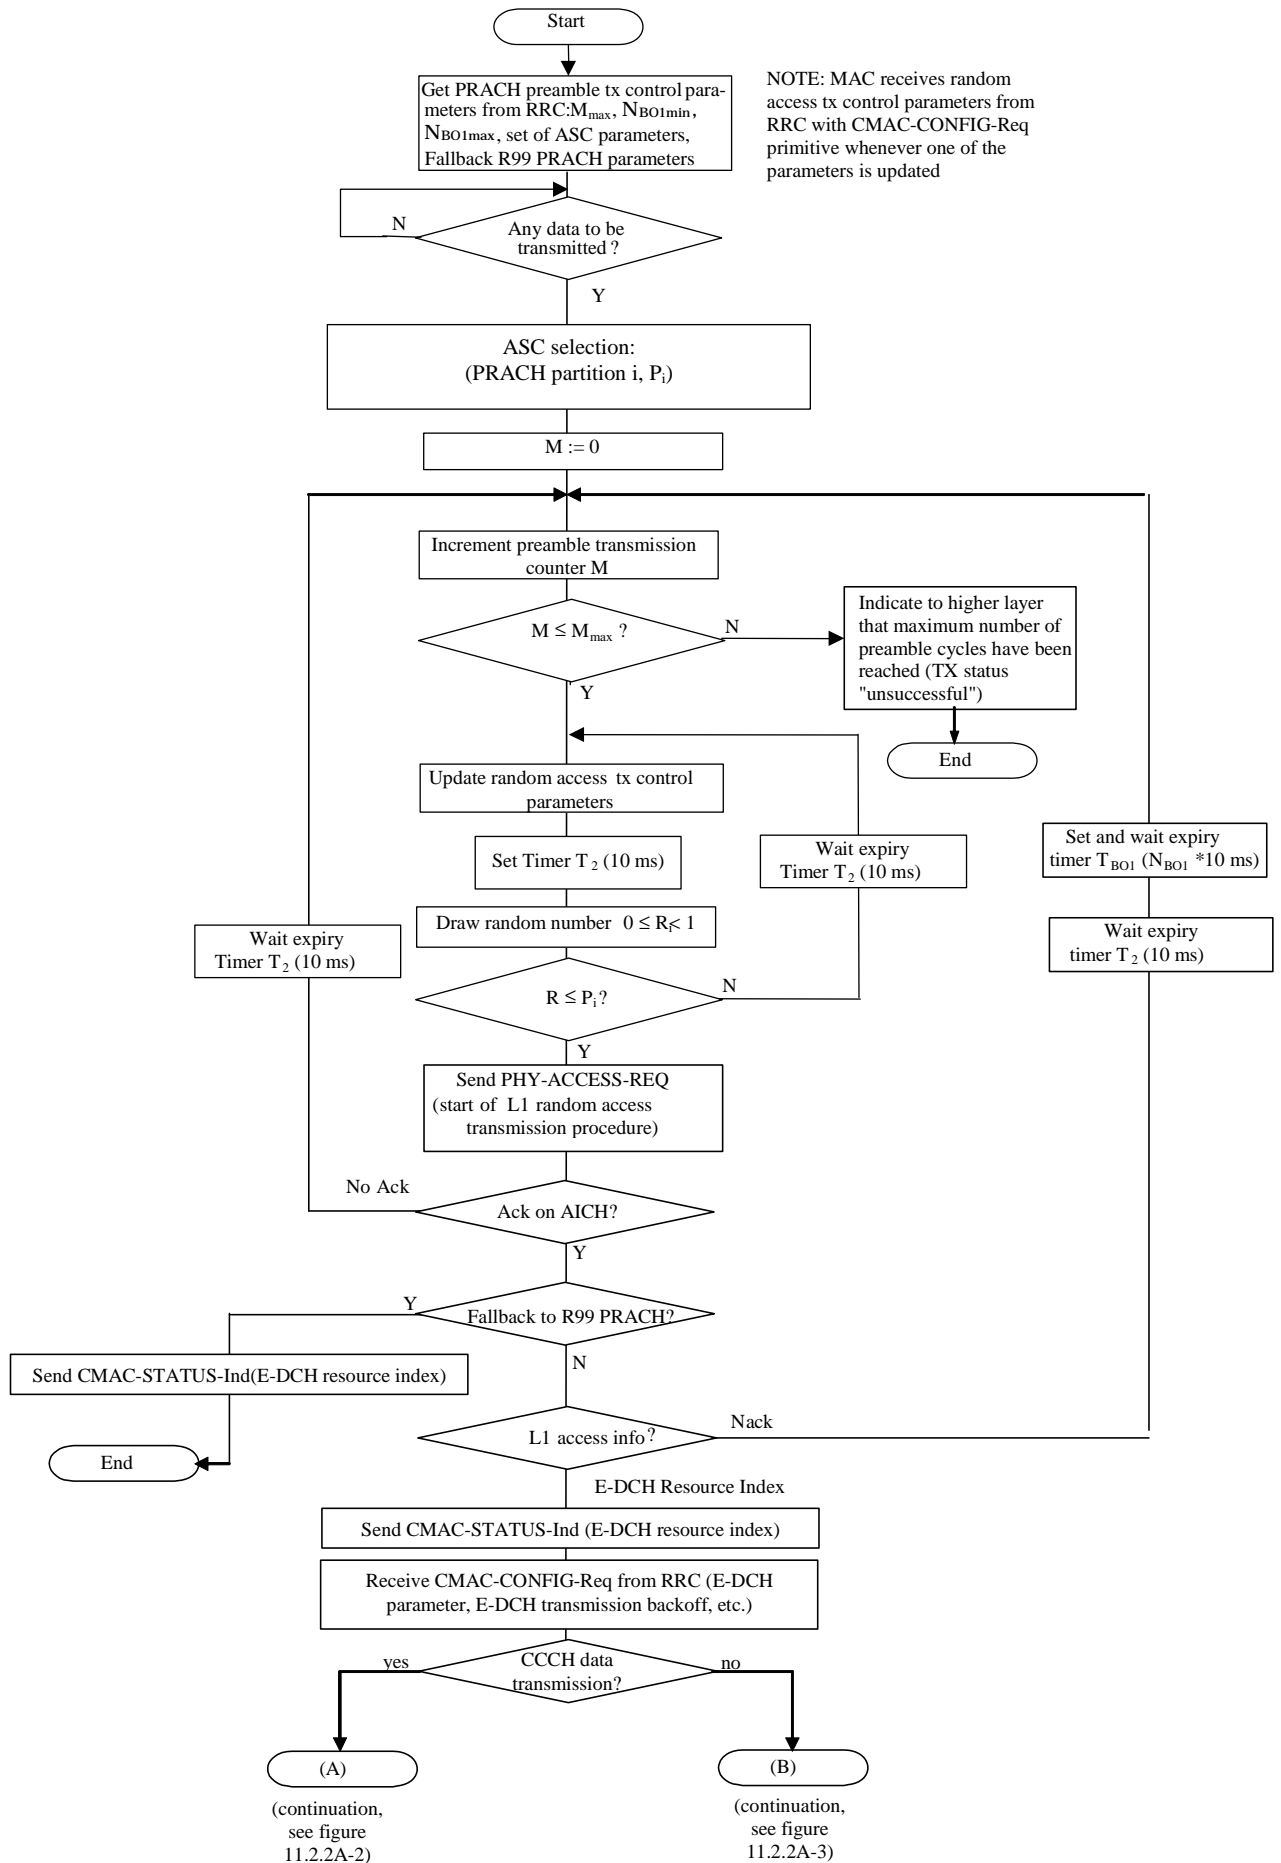 Start
Get PRACH preamble tx control para-
meters from RRC:Mmax, NBO1min,
NBO1max, set of ASC parameters,
Fallback R99 PRACH parameters
NOTE: MAC receives random
access tx control parameters from
RRC with CMAC-CONFIG-Req
primitive whenever one of the
parameters is updated
N
Any data to be
transmitted ?
Y
ASC selection:
(PRACH partition i, Pi)
M := 0
Increment preamble transmission
counter M
M ≤ Mmax ?
N
Y
Indicate to higher layer
that maximum number of
preamble cycles have been
reached (TX status
"unsuccessful")
End
Update random access tx control
parameters
Set Timer T2 (10 ms)
Wait expiry
Timer T2 (10 ms)
Set and wait expiry
timer TBO1 (NBO1 *10 ms)
Draw random number 0 ≤ Ri< 1
Wait expiry
Timer T2 (10 ms)
Wait expiry
timer T2 (10 ms)
R ≤ Pi?
N
Y
Send PHY-ACCESS-REQ
(start of L1 random access
transmission procedure)
No Ack
Ack on AICH?
Y
Y
Fallback to R99 PRACH?
N
Send CMAC-STATUS-Ind(E-DCH resource index)
Nack
L1 access info?
End
E-DCH Resource Index
Send CMAC-STATUS-Ind (E-DCH resource index)
Receive CMAC-CONFIG-Req from RRC (E-DCH
parameter, E-DCH transmission backoff, etc.)
yes
CCCH data
transmission?
no
(A)
(B)
(continuation,
see figure
11.2.2A-2)
(continuation,
see figure
11.2.2A-3)